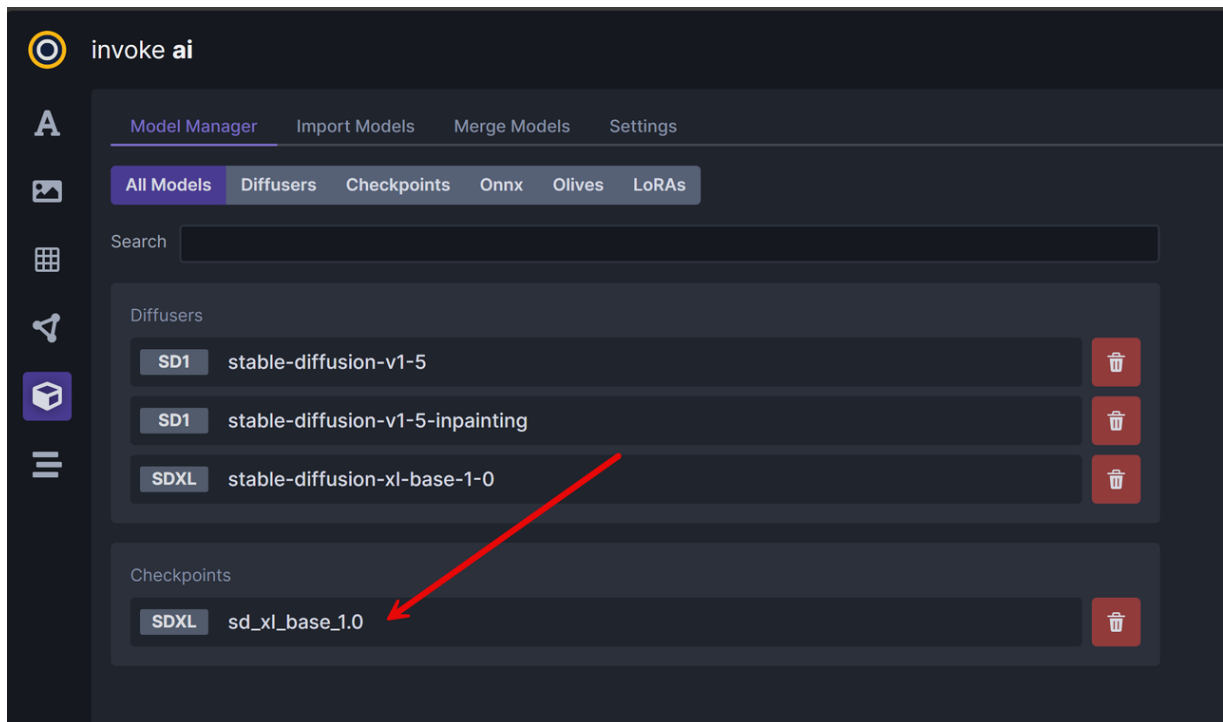 invoke ai
Model Manager Import Models Merge Models Settings
All Models Diffusers Checkpoints Onnx Olives LoRAs
Search
Diffusers
SD1 stable-diffusion-v1-5
SD1 stable-diffusion-v1-5-inpainting
SDXL stable-diffusion-xl-base-1-0
Checkpoints
SDXL sd_xl_base_1.0